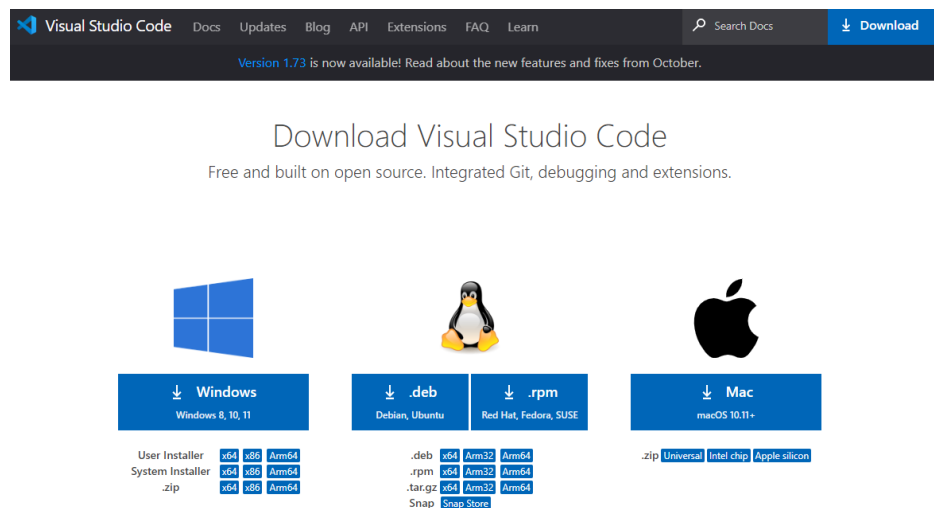 Visual Studio Code Docs Updates Blog API Extensions FAQ Learn Search Docs Download
Version 1.73 is now available! Read about the new features and fixes from October.
Download Visual Studio Code
Free and built on open source. Integrated Git, debugging and extensions.
Windows
Windows 8, 10, 11
User Installer x64 x86 Arm64
System Installer x64 x86 Arm64
.zip x64 x86 Arm64
.deb
Debian, Ubuntu
.rpm
Red Hat, Fedora, SUSE
.deb x64 Arm32 Arm64
.rpm x64 Arm32 Arm64
.tar.gz x64 Arm32 Arm64
Snap Snap Store
Mac
macOS 10.11+
.zip Universal Intel chip Apple silicon